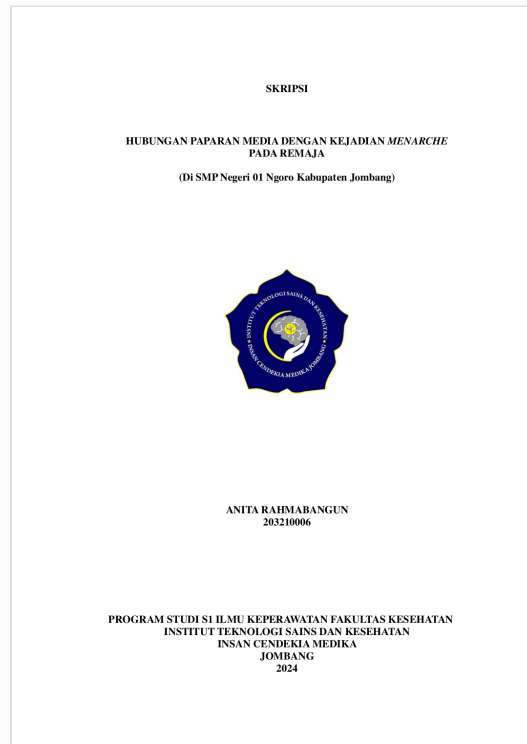 SKRIPSI
HUBUNGAN PAPARAN MEDIA DENGAN KEJADIAN MENARCHE
PADA REMAJA
(Di SMP Negeri 01 Ngoro Kabupaten Jombang)
INSTITUT TEKNOLOGI SAINS DAN KESEHATAN
INSAN CENDEKIA MEDIKA JOMBANG
ANITA RAHMABANGUN
203210006
PROGRAM STUDI S1 ILMU KEPERAWATAN FAKULTAS KESEHATAN
INSTITUT TEKNOLOGI SAINS DAN KESEHATAN
INSAN CENDEKIA MEDIKA
JOMBANG
2024